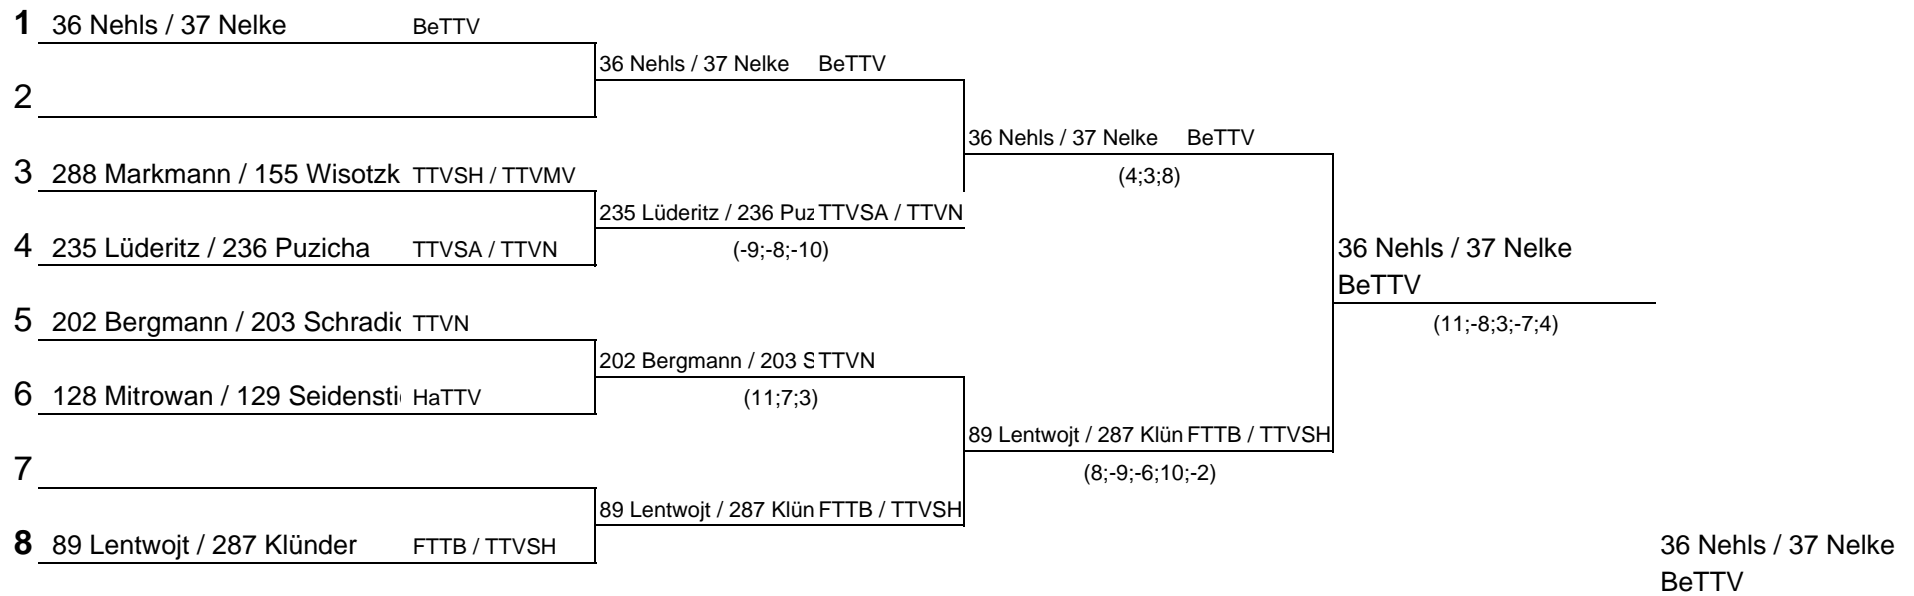 1 36 Nehls / 37 Nelke BeTTV
36 Nehls / 37 Nelke BeTTV
2
36 Nehls / 37 Nelke BeTTV
3 288 Markmann / 155 Wisotzk TTVSH / TTVMV
(4;3;8)
235 Lüderitz / 236 Puz TTVSA / TTVN
4 235 Lüderitz / 236 Puzicha TTVSA / TTVN
(-9;-8;-10)
36 Nehls / 37 Nelke
BeTTV
5 202 Bergmann / 203 Schradi TTVN
(11;-8;3;-7;4)
202 Bergmann / 203 S TTVN
6 128 Mitrowan / 129 Seidensti HaTTV
(11;7;3)
89 Lentwojt / 287 Klün FTTB / TTVSH
7
(8;-9;-6;10;-2)
89 Lentwojt / 287 Klün FTTB / TTVSH
8 89 Lentwojt / 287 Klünder FTTB / TTVSH
36 Nehls / 37 Nelke
BeTTV